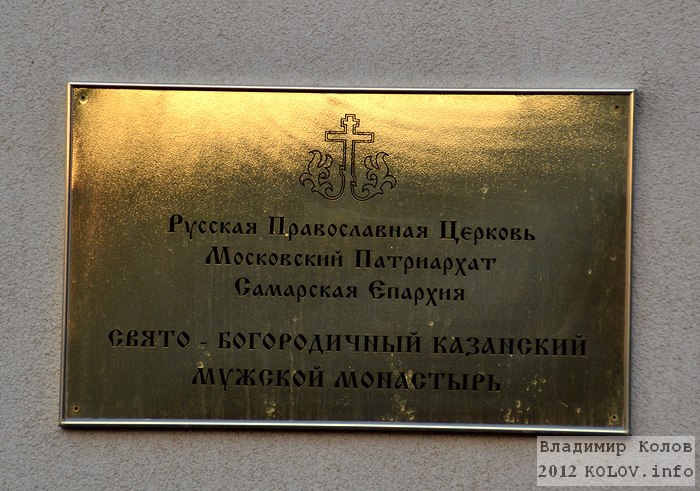 Русская Православная Церковь
Московский Патриархат
Самарская Епархия
СВЯТО - БОГОРОДИЧНЫЙ КАЗАНСКИЙ
МУЖСКОЙ МОНАСТЫРЬ
Владимир Колов
2012 KOLOV.info